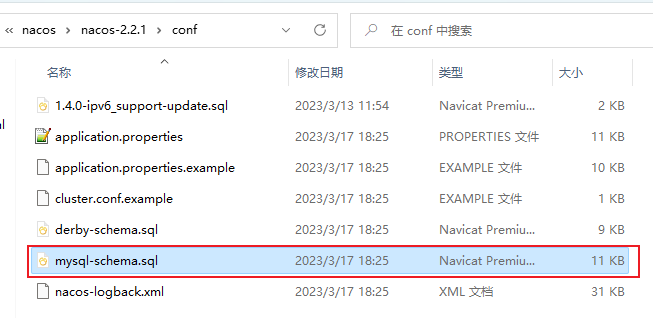 « nacos › nacos-2.2.1 › conf 在 conf 中搜索
名称 修改日期 类型 大小
1.4.0-ipv6_support-update.sql 2023/3/13 11:54 Navicat Premiu... 2 KB
application.properties 2023/3/17 18:25 PROPERTIES 文件 11 KB
application.properties.example 2023/3/17 18:25 EXAMPLE 文件 10 KB
cluster.conf.example 2023/3/17 18:25 EXAMPLE 文件 1 KB
derby-schema.sql 2023/3/17 18:25 Navicat Premiu... 9 KB
mysql-schema.sql 2023/3/17 18:25 Navicat Premiu... 11 KB
nacos-logback.xml 2023/3/17 18:25 XML 文档 31 KB